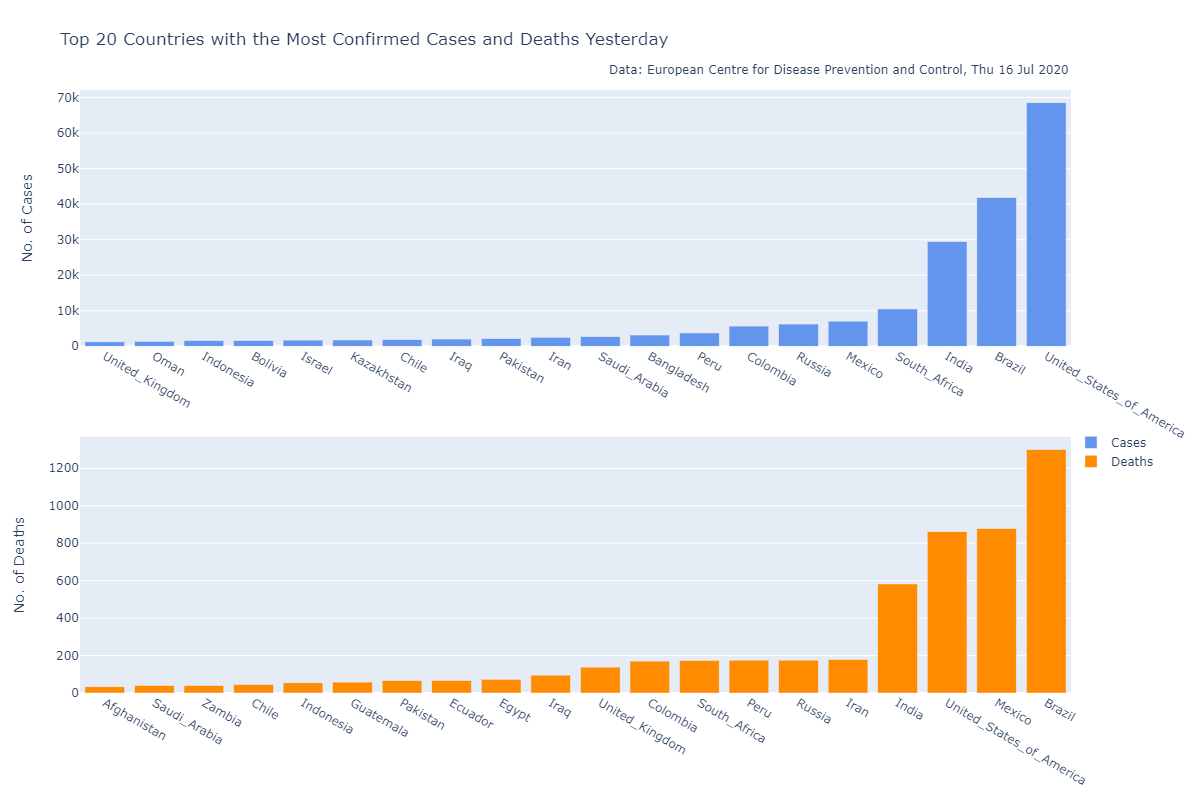 Top 20 Countries with the Most Confirmed Cases and Deaths Yesterday
Data: European Centre for Disease Prevention and Control, Thu 16 Jul 2020
No. of Cases
70k
60k
50k
40k
30k
20k
10k
0
United_Kingdom
Oman
Indonesia
Bolivia
Israel
Kazakhstan
Chile
Iraq
Pakistan
Iran
Saudi_Arabia
Bangladesh
Peru
Colombia
Russia
Mexico
South_Africa
India
Brazil
United_States_of_America
Cases
Deaths
No. of Deaths
1200
1000
800
600
400
200
0
Afghanistan
Saudi_Arabia
Zambia
Chile
Indonesia
Guatemala
Pakistan
Ecuador
Egypt
Iraq
United_Kingdom
Colombia
South_Africa
Peru
Russia
Iran
India
United_States_of_America
Mexico
Brazil